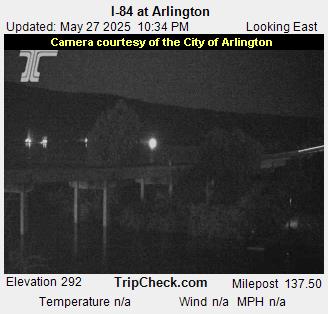 I-84 at Arlington
Updated: May 27 2025 10:34 PM Looking East
Camera courtesy of the City of Arlington
Elevation 292 TripCheck.com Milepost 137.50
Temperature n/a Wind n/a MPH n/a